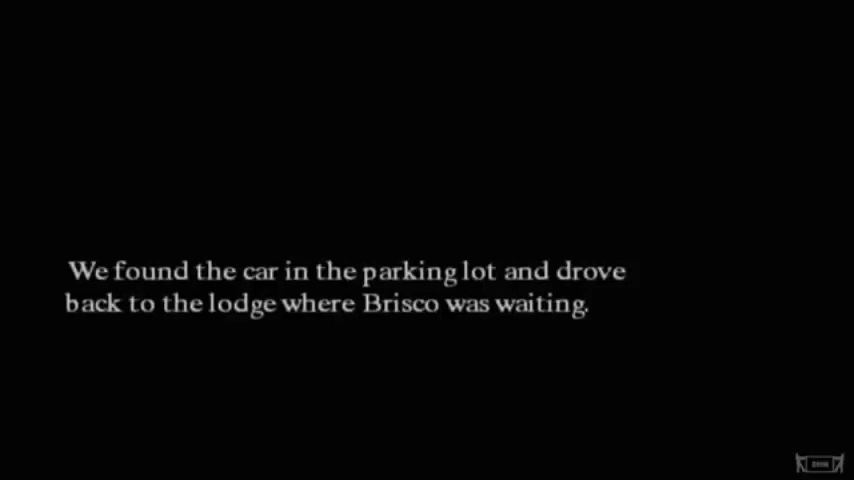 We found the car in the parking lot and drove
back to the lodge where Brisco was waiting.